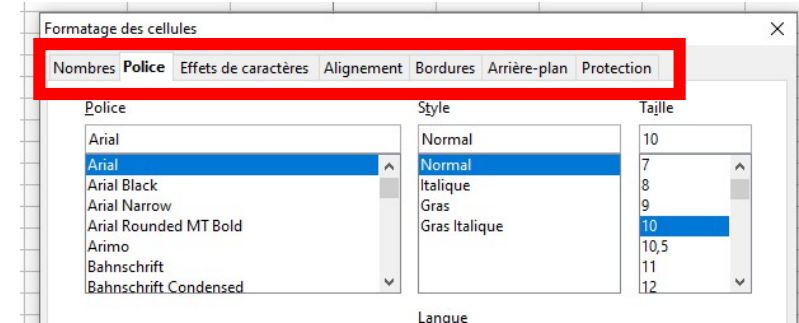 Formatage des cellules
Nombres Police Effets de caractères Alignement Bordures Arrière-plan Protection
Police Style Taille
Arial Normal 10
Arial Normal 7
Arial Black Italique 8
Arial Narrow Gras 9
Arial Rounded MT Bold Gras Italique 10
Arimo 10,5
Bahnschrift 11
Bahnschrift Condensed 12
Langue